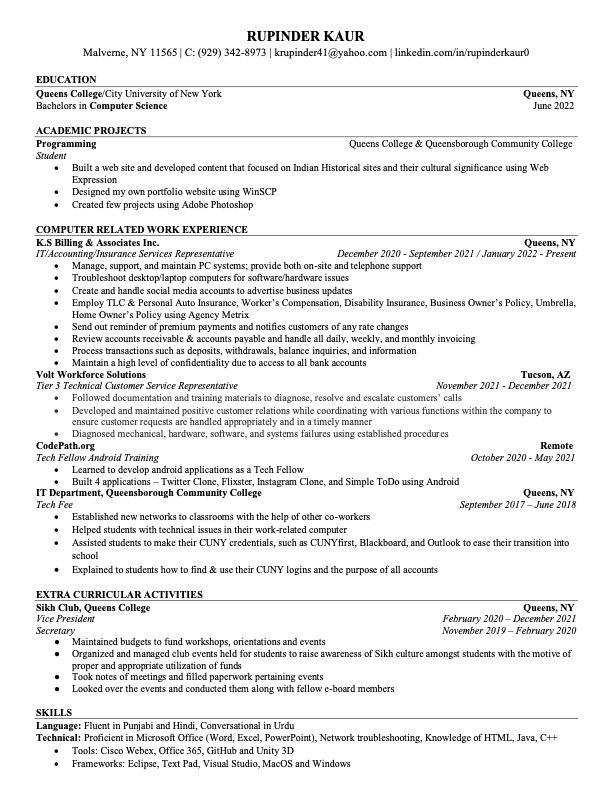 RUPINDER KAUR
Malverne, NY 11565 | C: (929) 342-8973 | krupinder41@yahoo.com | linkedin.com/in/rupinderkaur0
EDUCATION
Queens College/City University of New York Queens, NY
Bachelors in Computer Science June 2022
ACADEMIC PROJECTS
Programming Queens College & Queensborough Community College
Student
• Built a web site and developed content that focused on Indian Historical sites and their cultural significance using Web
Expression
• Designed my own portfolio website using WinSCP
• Created few projects using Adobe Photoshop
COMPUTER RELATED WORK EXPERIENCE
K.S Billing & Associates Inc. Queens, NY
IT/Accounting/Insurance Services Representative December 2020 - September 2021 / January 2022 - Present
• Manage, support, and maintain PC systems; provide both on-site and telephone support
• Troubleshoot desktop/laptop computers for software/hardware issues
• Create and handle social media accounts to advertise business updates
• Employ TLC & Personal Auto Insurance, Worker’s Compensation, Disability Insurance, Business Owner’s Policy, Umbrella,
Home Owner’s Policy using Agency Metrix
• Send out reminder of premium payments and notifies customers of any rate changes
• Review accounts receivable & accounts payable and handle all daily, weekly, and monthly invoicing
• Process transactions such as deposits, withdrawals, balance inquiries, and information
• Maintain a high level of confidentiality due to access to all bank accounts
Volt Workforce Solutions Tucson, AZ
Tier 3 Technical Customer Service Representative November 2021 - December 2021
• Followed documentation and training materials to diagnose, resolve and escalate customers’ calls
• Developed and maintained positive customer relations while coordinating with various functions within the company to
ensure customer requests are handled appropriately and in a timely manner
• Diagnosed mechanical, hardware, software, and systems failures using established procedures
CodePath.org Remote
Tech Fellow Android Training October 2020 - May 2021
• Learned to develop android applications as a Tech Fellow
• Built 4 applications – Twitter Clone, Flixster, Instagram Clone, and Simple ToDo using Android
IT Department, Queensborough Community College Queens, NY
Tech Fee September 2017 – June 2018
• Established new networks to classrooms with the help of other co-workers
• Helped students with technical issues in their work-related computer
• Assisted students to make their CUNY credentials, such as CUNYfirst, Blackboard, and Outlook to ease their transition into
school
• Explained to students how to find & use their CUNY logins and the purpose of all accounts
EXTRA CURRICULAR ACTIVITIES
Sikh Club, Queens College Queens, NY
Vice President February 2020 – December 2021
Secretary November 2019 – February 2020
• Maintained budgets to fund workshops, orientations and events
• Organized and managed club events held for students to raise awareness of Sikh culture amongst students with the motive of
proper and appropriate utilization of funds
• Took notes of meetings and filled paperwork pertaining events
• Looked over the events and conducted them along with fellow e-board members
SKILLS
Language: Fluent in Punjabi and Hindi, Conversational in Urdu
Technical: Proficient in Microsoft Office (Word, Excel, PowerPoint), Network troubleshooting, Knowledge of HTML, Java, C++
• Tools: Cisco Webex, Office 365, GitHub and Unity 3D
• Frameworks: Eclipse, Text Pad, Visual Studio, MacOS and Windows